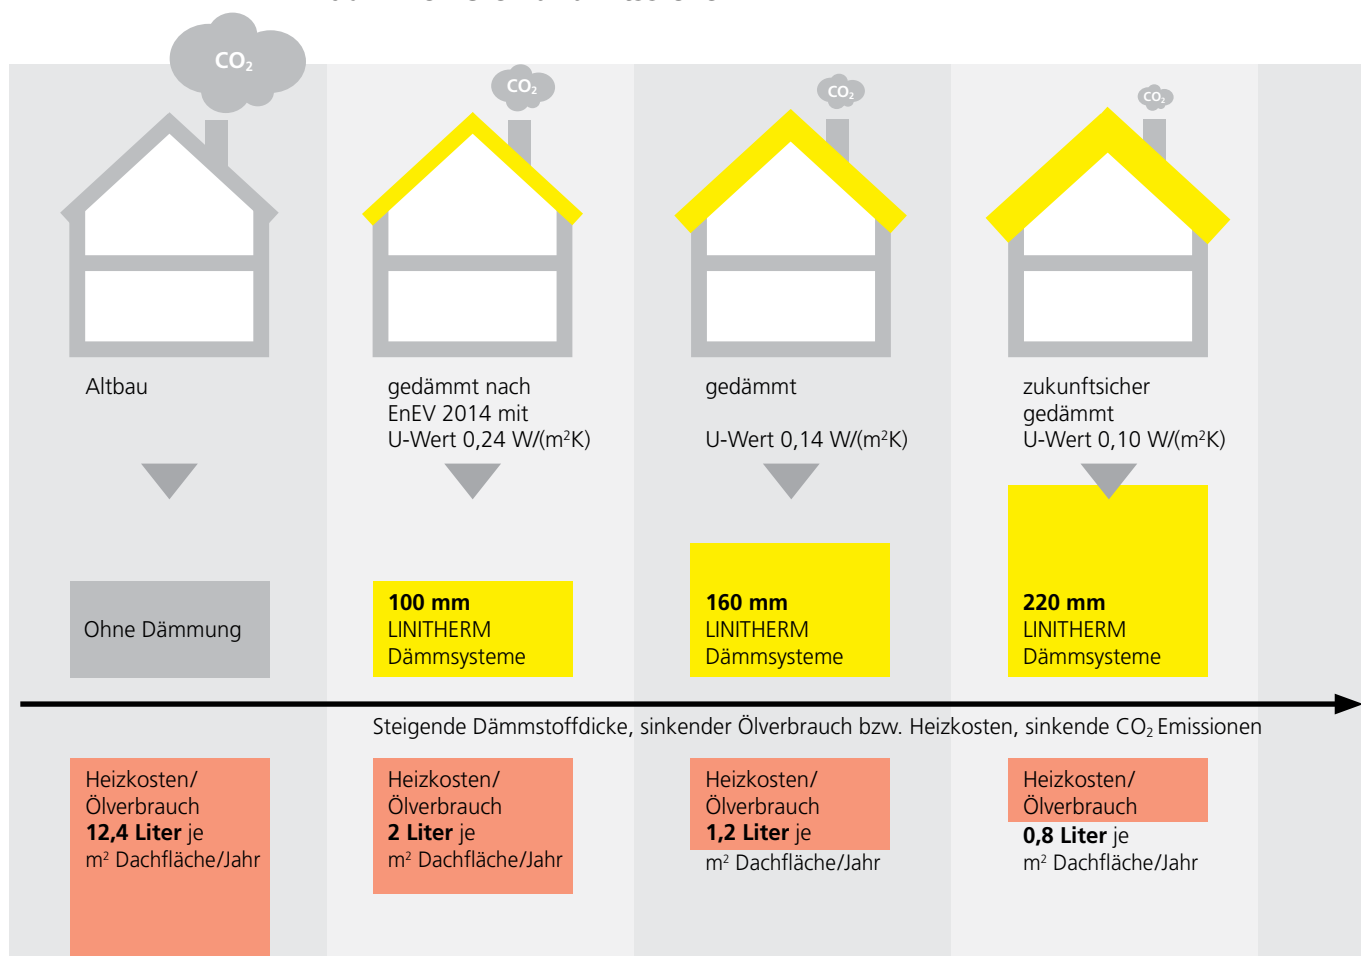 CO₂
CO₂
CO₂
CO₂
Altbau
gedämmt nach
EnEV 2014 mit
U-Wert 0,24 W/(m²K)
gedämmt
U-Wert 0,14 W/(m²K)
zukunftsicher
gedämmt
U-Wert 0,10 W/(m²K)
Ohne Dämmung
100 mm
LINITHERM
Dämmsysteme
160 mm
LINITHERM
Dämmsysteme
220 mm
LINITHERM
Dämmsysteme
Steigende Dämmstoffdicke, sinkender Ölverbrauch bzw. Heizkosten, sinkende CO₂ Emissionen
Heizkosten/
Ölverbrauch
12,4 Liter je
m² Dachfläche/Jahr
Heizkosten/
Ölverbrauch
2 Liter je
m² Dachfläche/Jahr
Heizkosten/
Ölverbrauch
1,2 Liter je
m² Dachfläche/Jahr
Heizkosten/
Ölverbrauch
0,8 Liter je
m² Dachfläche/Jahr